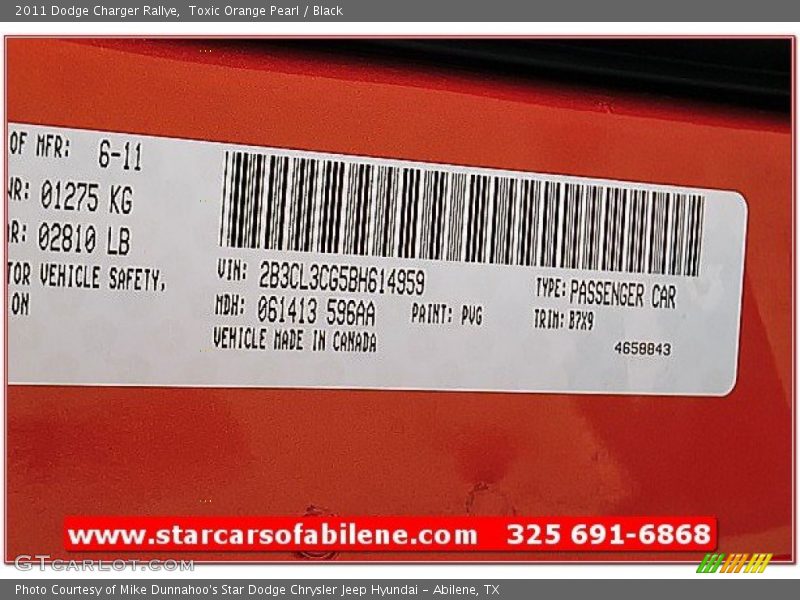 2011 Dodge Charger Rallye,  Toxic Orange Pearl / Black
OF MFR: 6-11
WR: 01275 KG
R: 02810 LB
TOR VEHICLE SAFETY,
ON
VIN: 2B3CL3CG5BH614959
MDH: 061413 596AA
PAINT: PVG
VEHICLE MADE IN CANADA
TYPE: PASSENGER CAR
TRIM: B7X9
4658843
www.starcarsofabilene.com 325 691-6868
GTCARLOT.COM
Photo Courtesy of Mike Dunnahoo's Star Dodge Chrysler Jeep Hyundai - Abilene, TX